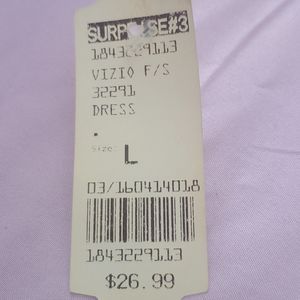 SURPRISE#3
1843229113
VIZIO F/S
32291
DRESS
.
Size: L
03/160414018
1843229113
$26.99